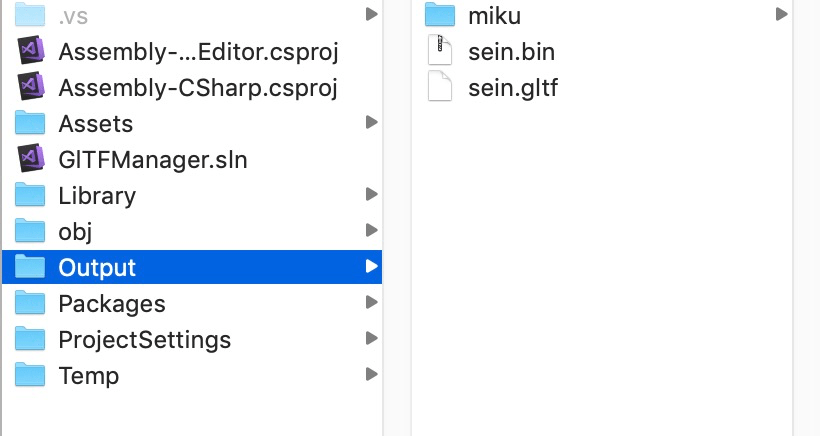 .vs
Assembly-...Editor.csproj
Assembly-CSharp.csproj
Assets
GlTFManager.sln
Library
obj
Output
Packages
ProjectSettings
Temp
miku
sein.bin
sein.gltf